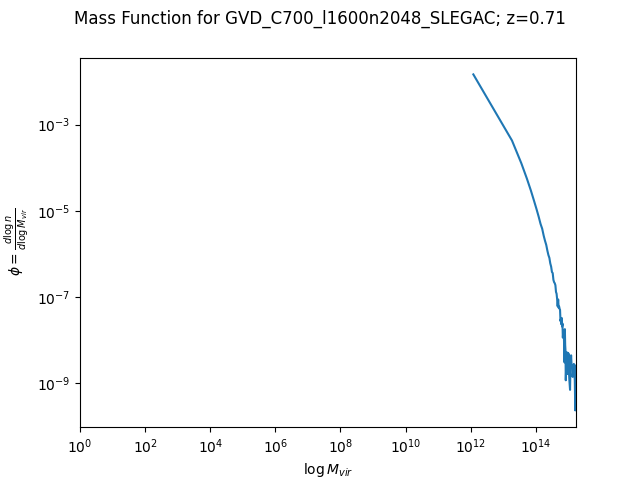 Mass Function for GVD_C700_l1600n2048_SLEGAC; z=0.71
10⁻³
10⁻⁵
10⁻⁷
10⁻⁹
ϕ = d log n / d log M_vir
10⁰ 10² 10⁴ 10⁶ 10⁸ 10¹⁰ 10¹² 10¹⁴
log M_vir